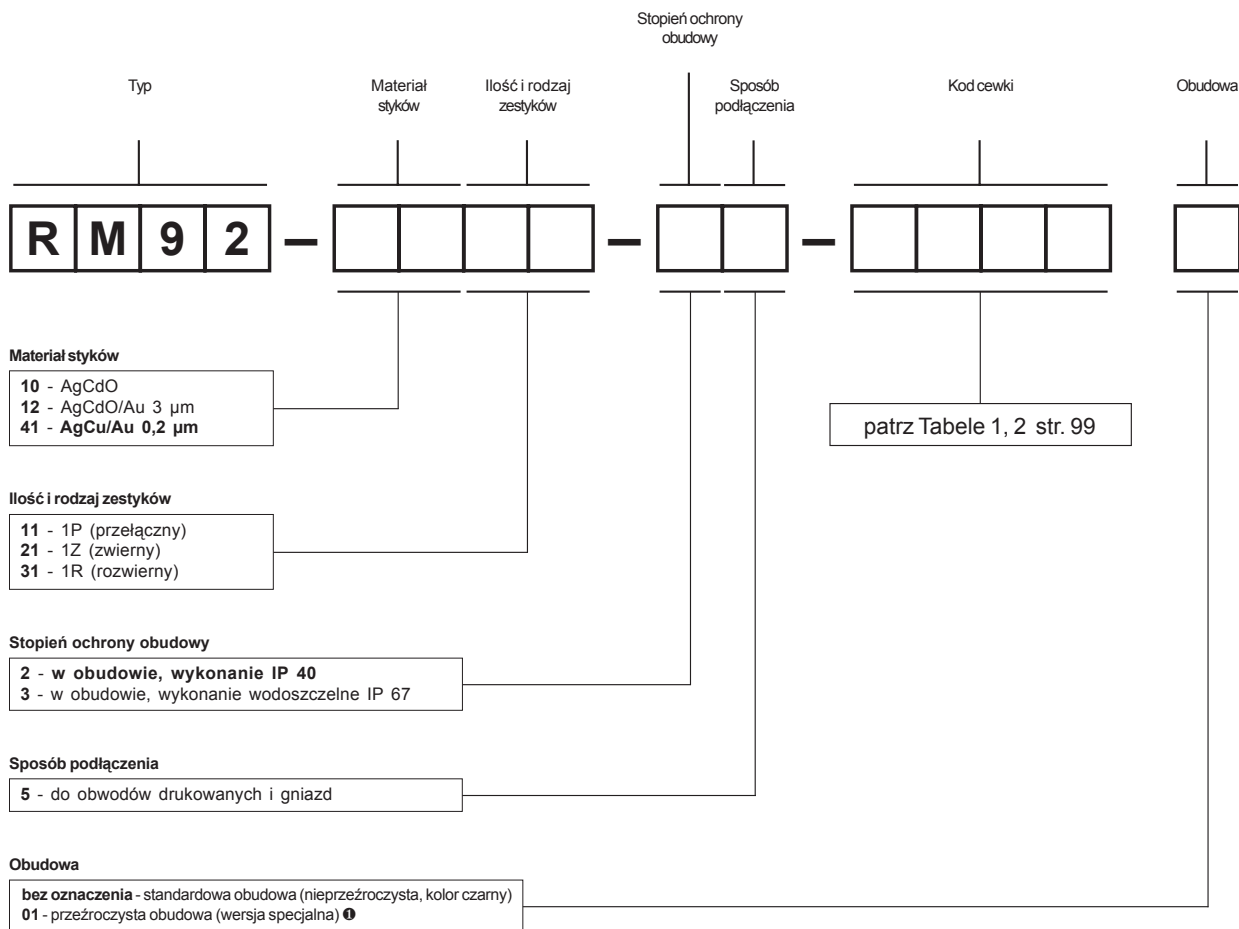 Stopień ochrony
obudowy
Typ
Materiał
styków
Ilość i rodzaj
zestyków
Sposób
podłączenia
Kod cewki
Obudowa
R M 9 2 – – –
Materiał styków
10 - AgCdO
12 - AgCdO/Au 3 µm
41 - AgCu/Au 0,2 µm
patrz Tabele 1, 2 str. 99
Ilość i rodzaj zestyków
11 - 1P (przełączny)
21 - 1Z (zwierny)
31 - 1R (rozwierny)
Stopień ochrony obudowy
2 - w obudowie, wykonanie IP 40
3 - w obudowie, wykonanie wodoszczelne IP 67
Sposób podłączenia
5 - do obwodów drukowanych i gniazd
Obudowa
bez oznaczenia - standardowa obudowa (nieprzeźroczysta, kolor czarny)
01 - przeźroczysta obudowa (wersja specjalna) ❶